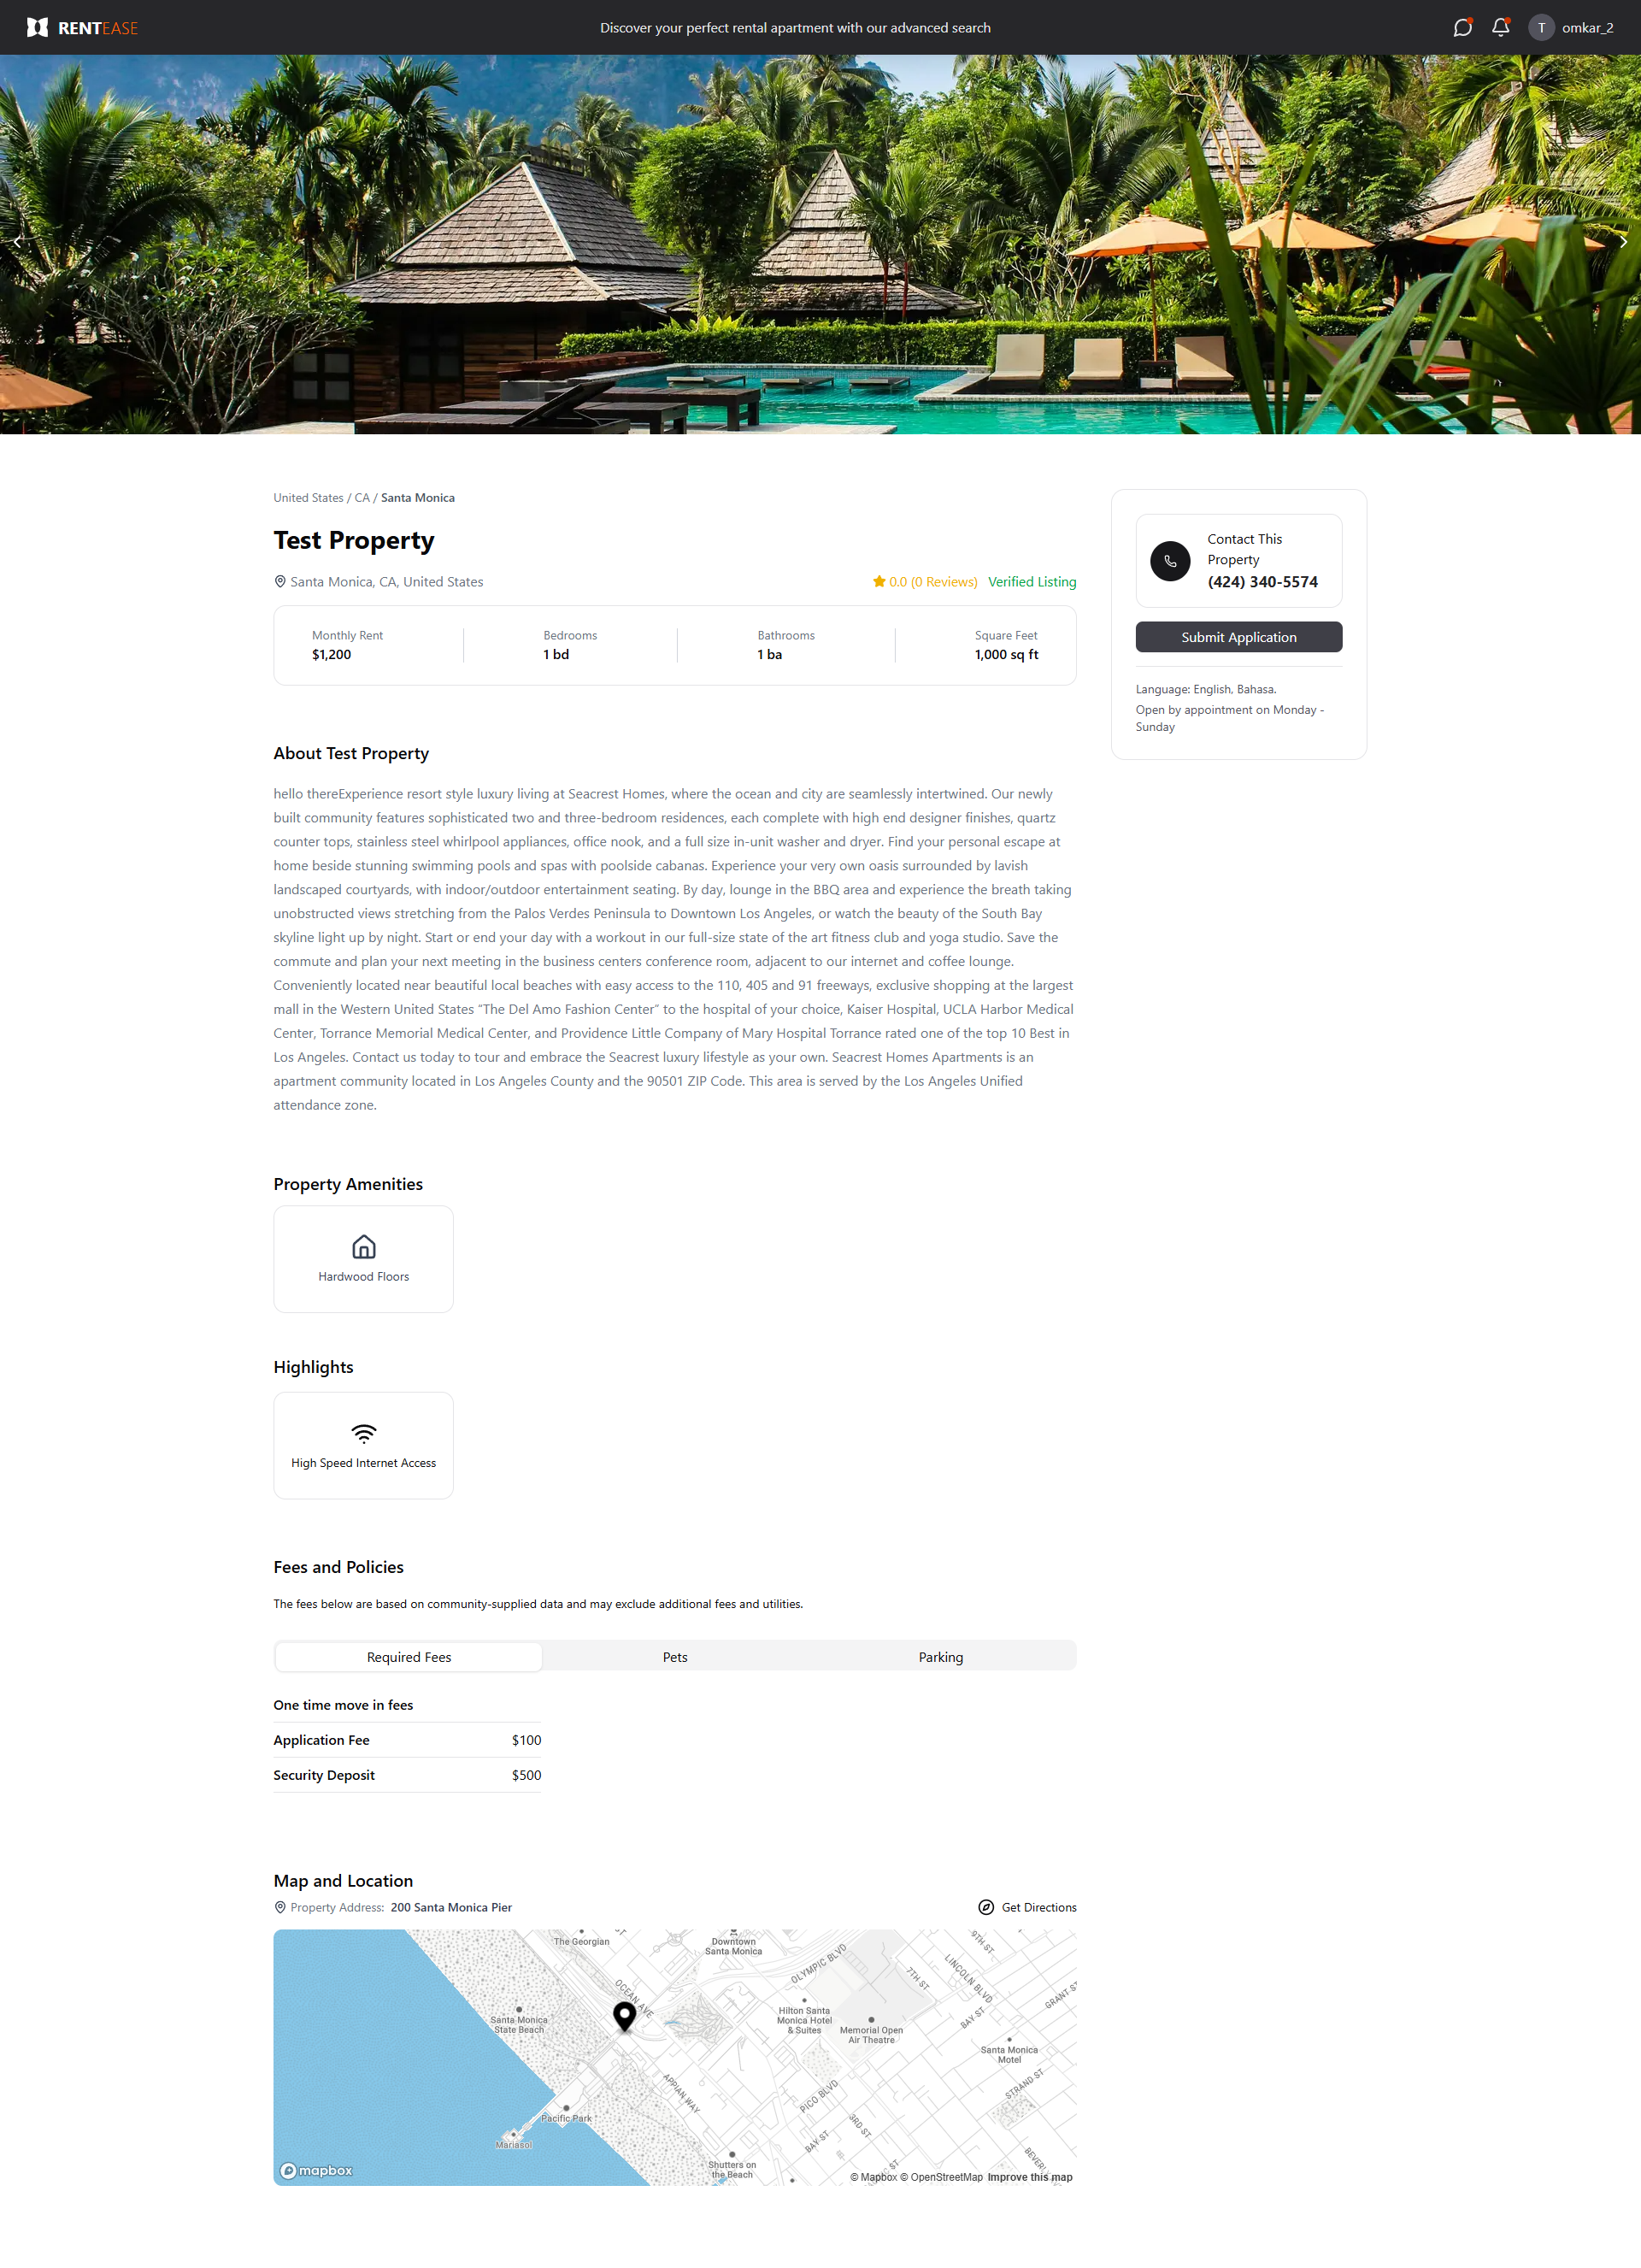 RENTEASE
Discover your perfect rental apartment with our advanced search
T
omkar_2
United States / CA / Santa Monica
Test Property
Santa Monica, CA, United States
0.0 (0 Reviews)
Verified Listing
Monthly Rent
$1,200
Bedrooms
1 bd
Bathrooms
1 ba
Square Feet
1,000 sq ft
Contact This
Property
(424) 340-5574
Submit Application
Language: English, Bahasa.
Open by appointment on Monday -
Sunday
About Test Property
hello thereExperience resort style luxury living at Seacrest Homes, where the ocean and city are seamlessly intertwined. Our newly
built community features sophisticated two and three-bedroom residences, each complete with high end designer finishes, quartz
counter tops, stainless steel whirlpool appliances, office nook, and a full size in-unit washer and dryer. Find your personal escape at
home beside stunning swimming pools and spas with poolside cabanas. Experience your very own oasis surrounded by lavish
landscaped courtyards, with indoor/outdoor entertainment seating. By day, lounge in the BBQ area and experience the breath taking
unobstructed views stretching from the Palos Verdes Peninsula to Downtown Los Angeles, or watch the beauty of the South Bay
skyline light up by night. Start or end your day with a workout in our full-size state of the art fitness club and yoga studio. Save the
commute and plan your next meeting in the business centers conference room, adjacent to our internet and coffee lounge.
Conveniently located near beautiful local beaches with easy access to the 110, 405 and 91 freeways, exclusive shopping at the largest
mall in the Western United States “The Del Amo Fashion Center” to the hospital of your choice, Kaiser Hospital, UCLA Harbor Medical
Center, Torrance Memorial Medical Center, and Providence Little Company of Mary Hospital Torrance rated one of the top 10 Best in
Los Angeles. Contact us today to tour and embrace the Seacrest luxury lifestyle as your own. Seacrest Homes Apartments is an
apartment community located in Los Angeles County and the 90501 ZIP Code. This area is served by the Los Angeles Unified
attendance zone.
Property Amenities
Hardwood Floors
Highlights
High Speed Internet Access
Fees and Policies
The fees below are based on community-supplied data and may exclude additional fees and utilities.
Required Fees
Pets
Parking
One time move in fees
Application Fee
$100
Security Deposit
$500
Map and Location
Property Address: 200 Santa Monica Pier
Get Directions
The Georgian
ST
Downtown
Santa Monica
OLYMPIC BLVD
9TH ST
7TH ST
LINCOLN BLVD
GRANT ST
OCEAN AVE
Santa Monica
State Beach
Hilton Santa
Monica Hotel
& Suites
Memorial Open
Air Theatre
BAY ST
Santa Monica
Motel
STRAND ST
APPIAN WAY
PICO BLVD
Pacific Park
3RD ST
Mariasol
BAY ST
BEVERL
Shutters on
the Beach
ST
mapbox
© Mapbox © OpenStreetMap Improve this map